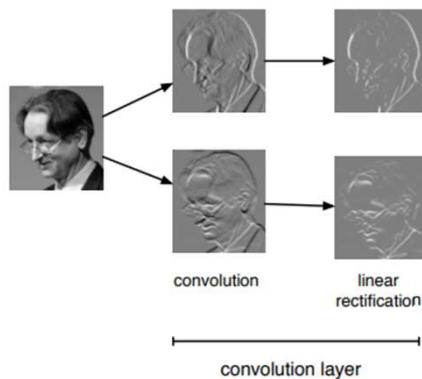 convolution
linear
rectification
convolution layer